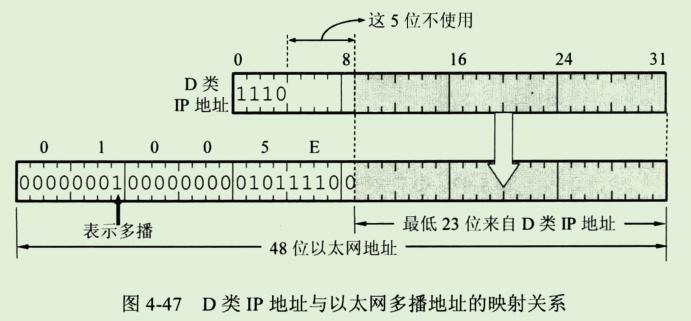 这 5 位不使用
0 8 16 24 31
D 类
IP 地址
1110
0 1 0 0 5 E
00000001 00000000 01011110 0
表示多播
最低 23 位来自 D 类 IP 地址
48 位以太网地址
图 4-47 D 类 IP 地址与以太网多播地址的映射关系